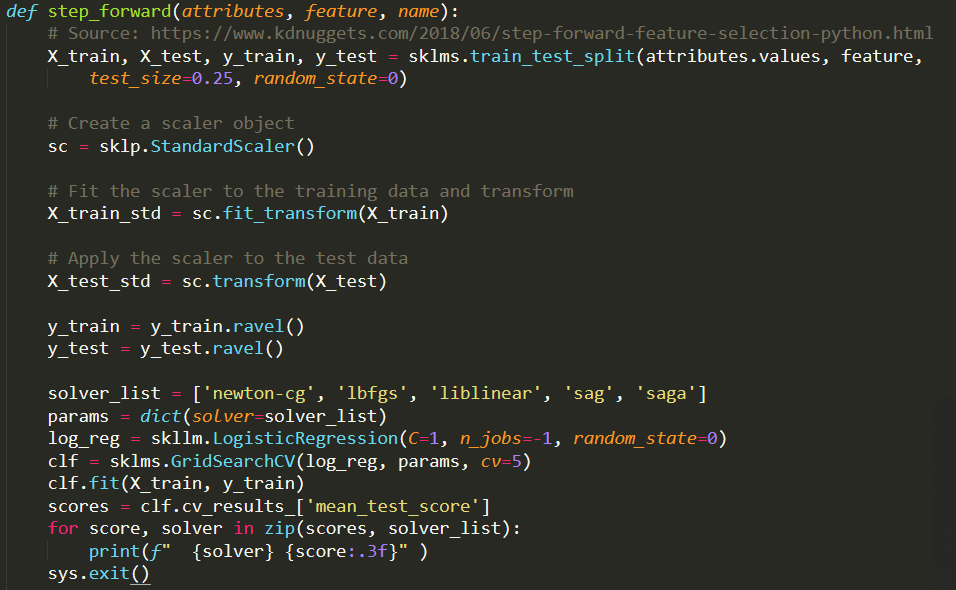 def step_forward(attributes, feature, name):
    # Source: https://www.kdnuggets.com/2018/06/step-forward-feature-selection-python.html
    X_train, X_test, y_train, y_test = sklms.train_test_split(attributes.values, feature,
        test_size=0.25, random_state=0)

    # Create a scaler object
    sc = sklp.StandardScaler()

    # Fit the scaler to the training data and transform
    X_train_std = sc.fit_transform(X_train)

    # Apply the scaler to the test data
    X_test_std = sc.transform(X_test)

    y_train = y_train.ravel()
    y_test = y_test.ravel()

    solver_list = ['newton-cg', 'lbfgs', 'liblinear', 'sag', 'saga']
    params = dict(solver=solver_list)
    log_reg = skllm.LogisticRegression(C=1, n_jobs=-1, random_state=0)
    clf = sklms.GridSearchCV(log_reg, params, cv=5)
    clf.fit(X_train, y_train)
    scores = clf.cv_results_['mean_test_score']
    for score, solver in zip(scores, solver_list):
        print(f"  {solver} {score:.3f}" )
    sys.exit()